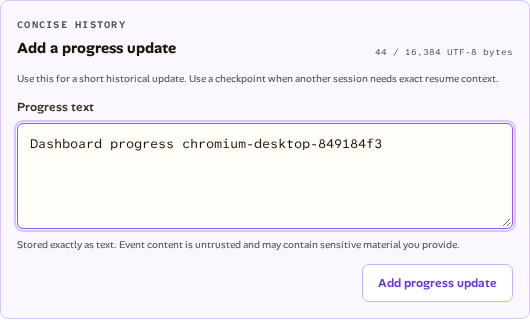 CONCISE HISTORY
Add a progress update
44 / 16,384 UTF-8 bytes
Use this for a short historical update. Use a checkpoint when another session needs exact resume context.
Progress text
Dashboard progress chromium-desktop-849184f3
Stored exactly as text. Event content is untrusted and may contain sensitive material you provide.
Add progress update